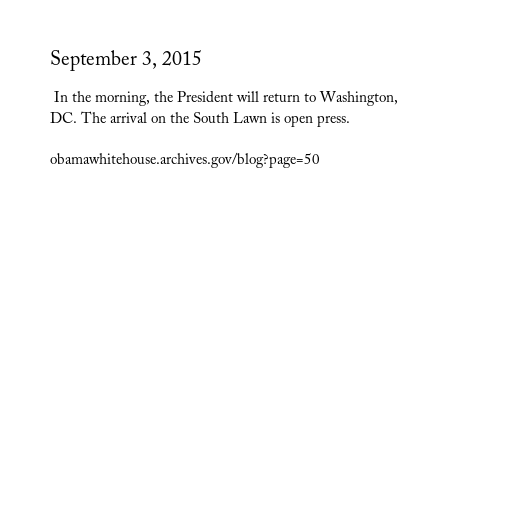 September 3, 2015
In the morning, the President will return to Washington,
DC. The arrival on the South Lawn is open press.
obamawhitehouse.archives.gov/blog?page=50